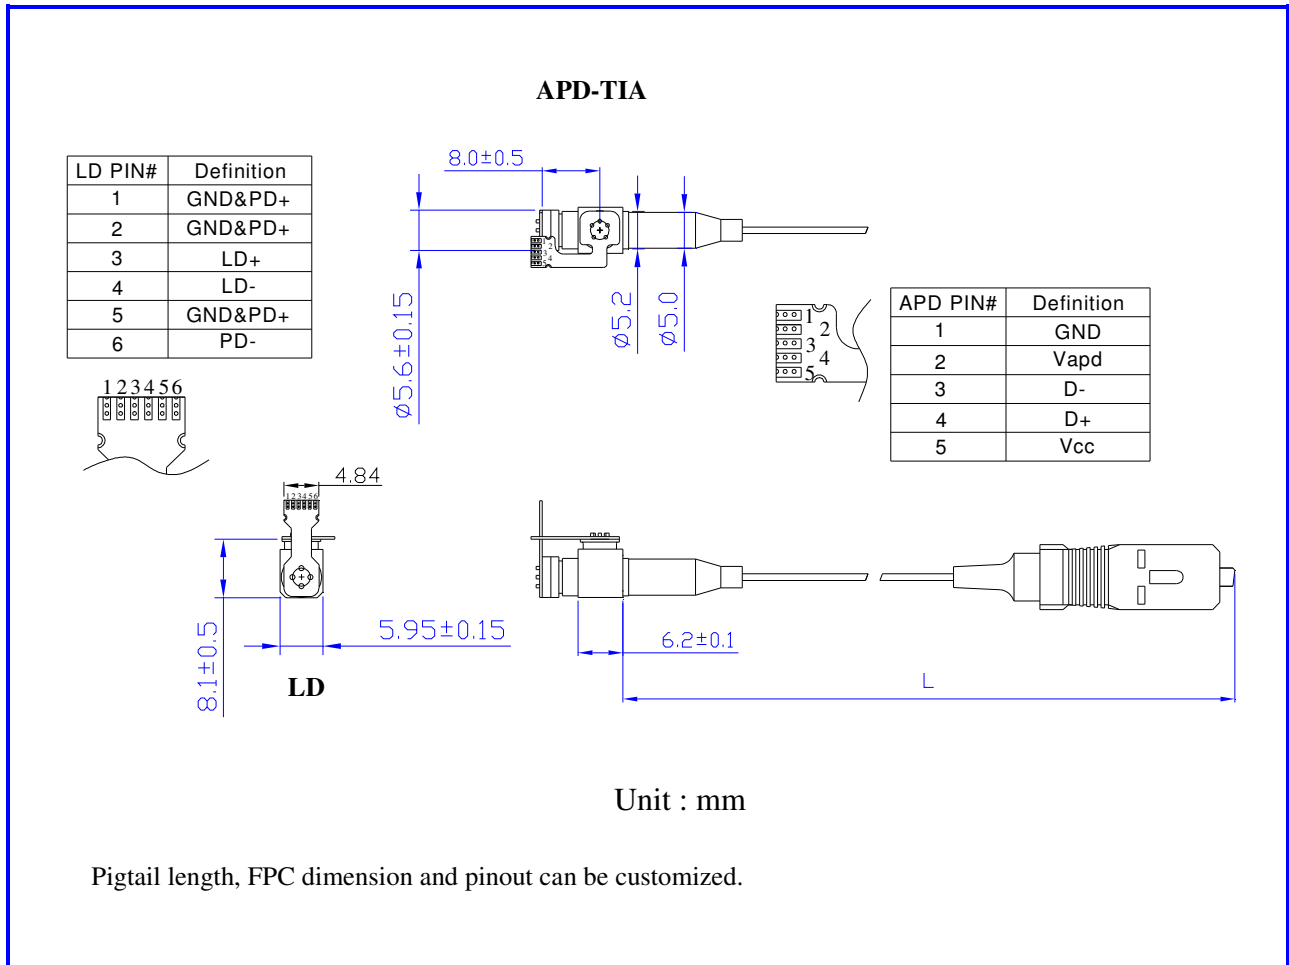 APD-TIA
LD PIN# Definition
1 GND&PD+
2 GND&PD+
3 LD+
4 LD-
5 GND&PD+
6 PD-
8.0±0.5
1
2
3
4
5
ø5.6±0.15
ø5.2
ø5.0
1
2
3
4
5
APD PIN# Definition
1 GND
2 Vapd
3 D-
4 D+
5 Vcc
123456
4.84
123456
8.1±0.5
5.95±0.15
LD
6.2±0.1
L
Unit : mm
Pigtail length, FPC dimension and pinout can be customized.